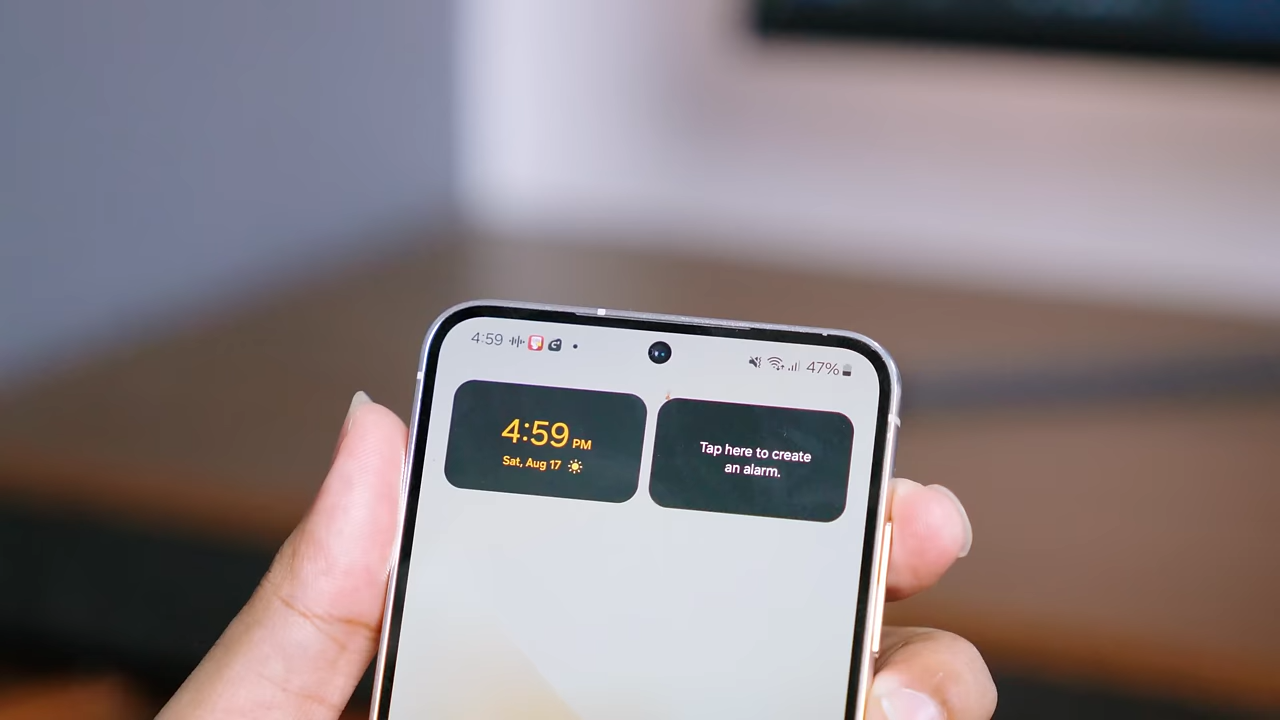 4:59
47%
4:59 PM
Sat, Aug 17
Tap here to create
an alarm.